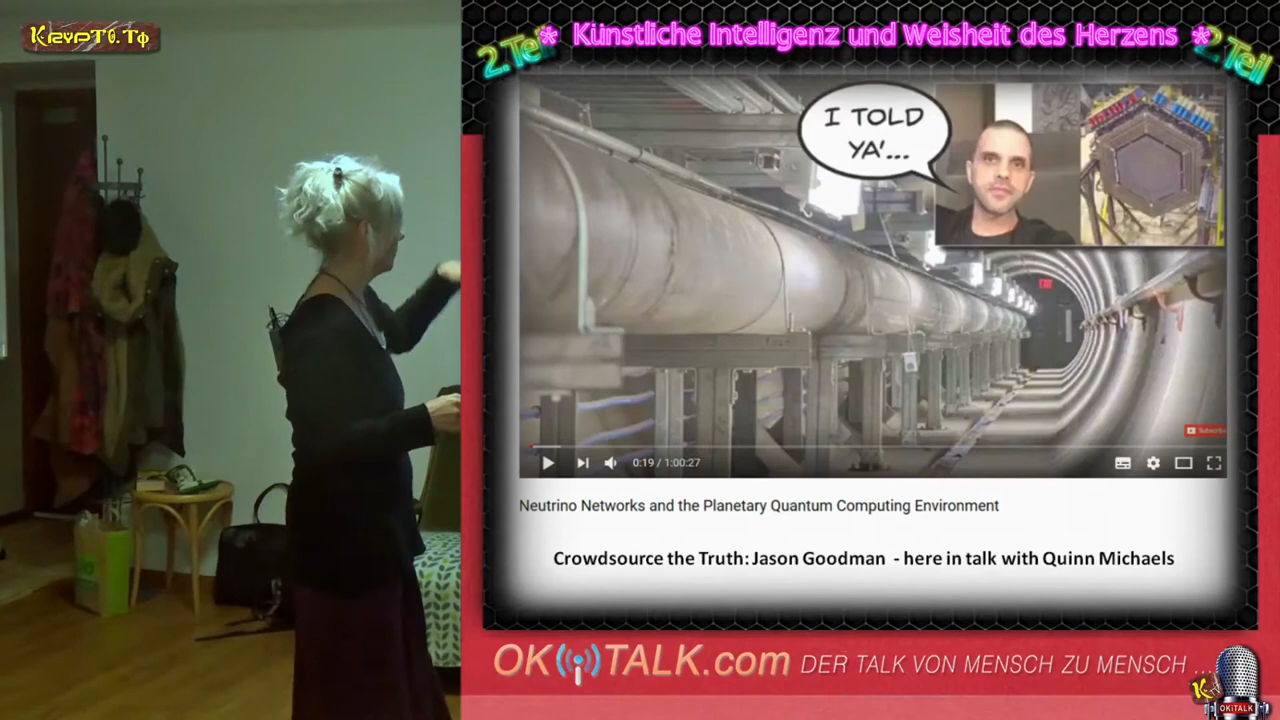 KrypT0.Tφ
* Künstliche Intelligenz und Weisheit des Herzens *
2.Teil
2.Teil
I TOLD
YA'...
Subscribe
0:19 / 1:00:27
Neutrino Networks and the Planetary Quantum Computing Environment
Crowdsource the Truth: Jason Goodman - here in talk with Quinn Michaels
OKiTALK.com DER TALK VON MENSCH ZU MENSCH ...
OKiTALK